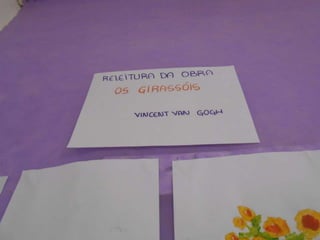 RELEITURA DA OBRA
OS GIRASSÓIS
VINCENT VAN GOGH